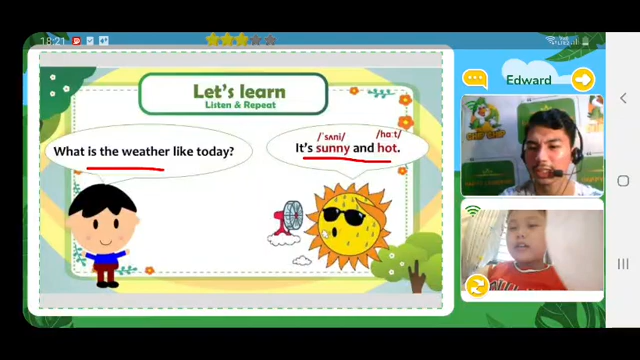 18:21
Let's learn
Listen & Repeat
What is the weather like today?
/ˈsʌni/ /hɑːt/
It's sunny and hot.
Edward